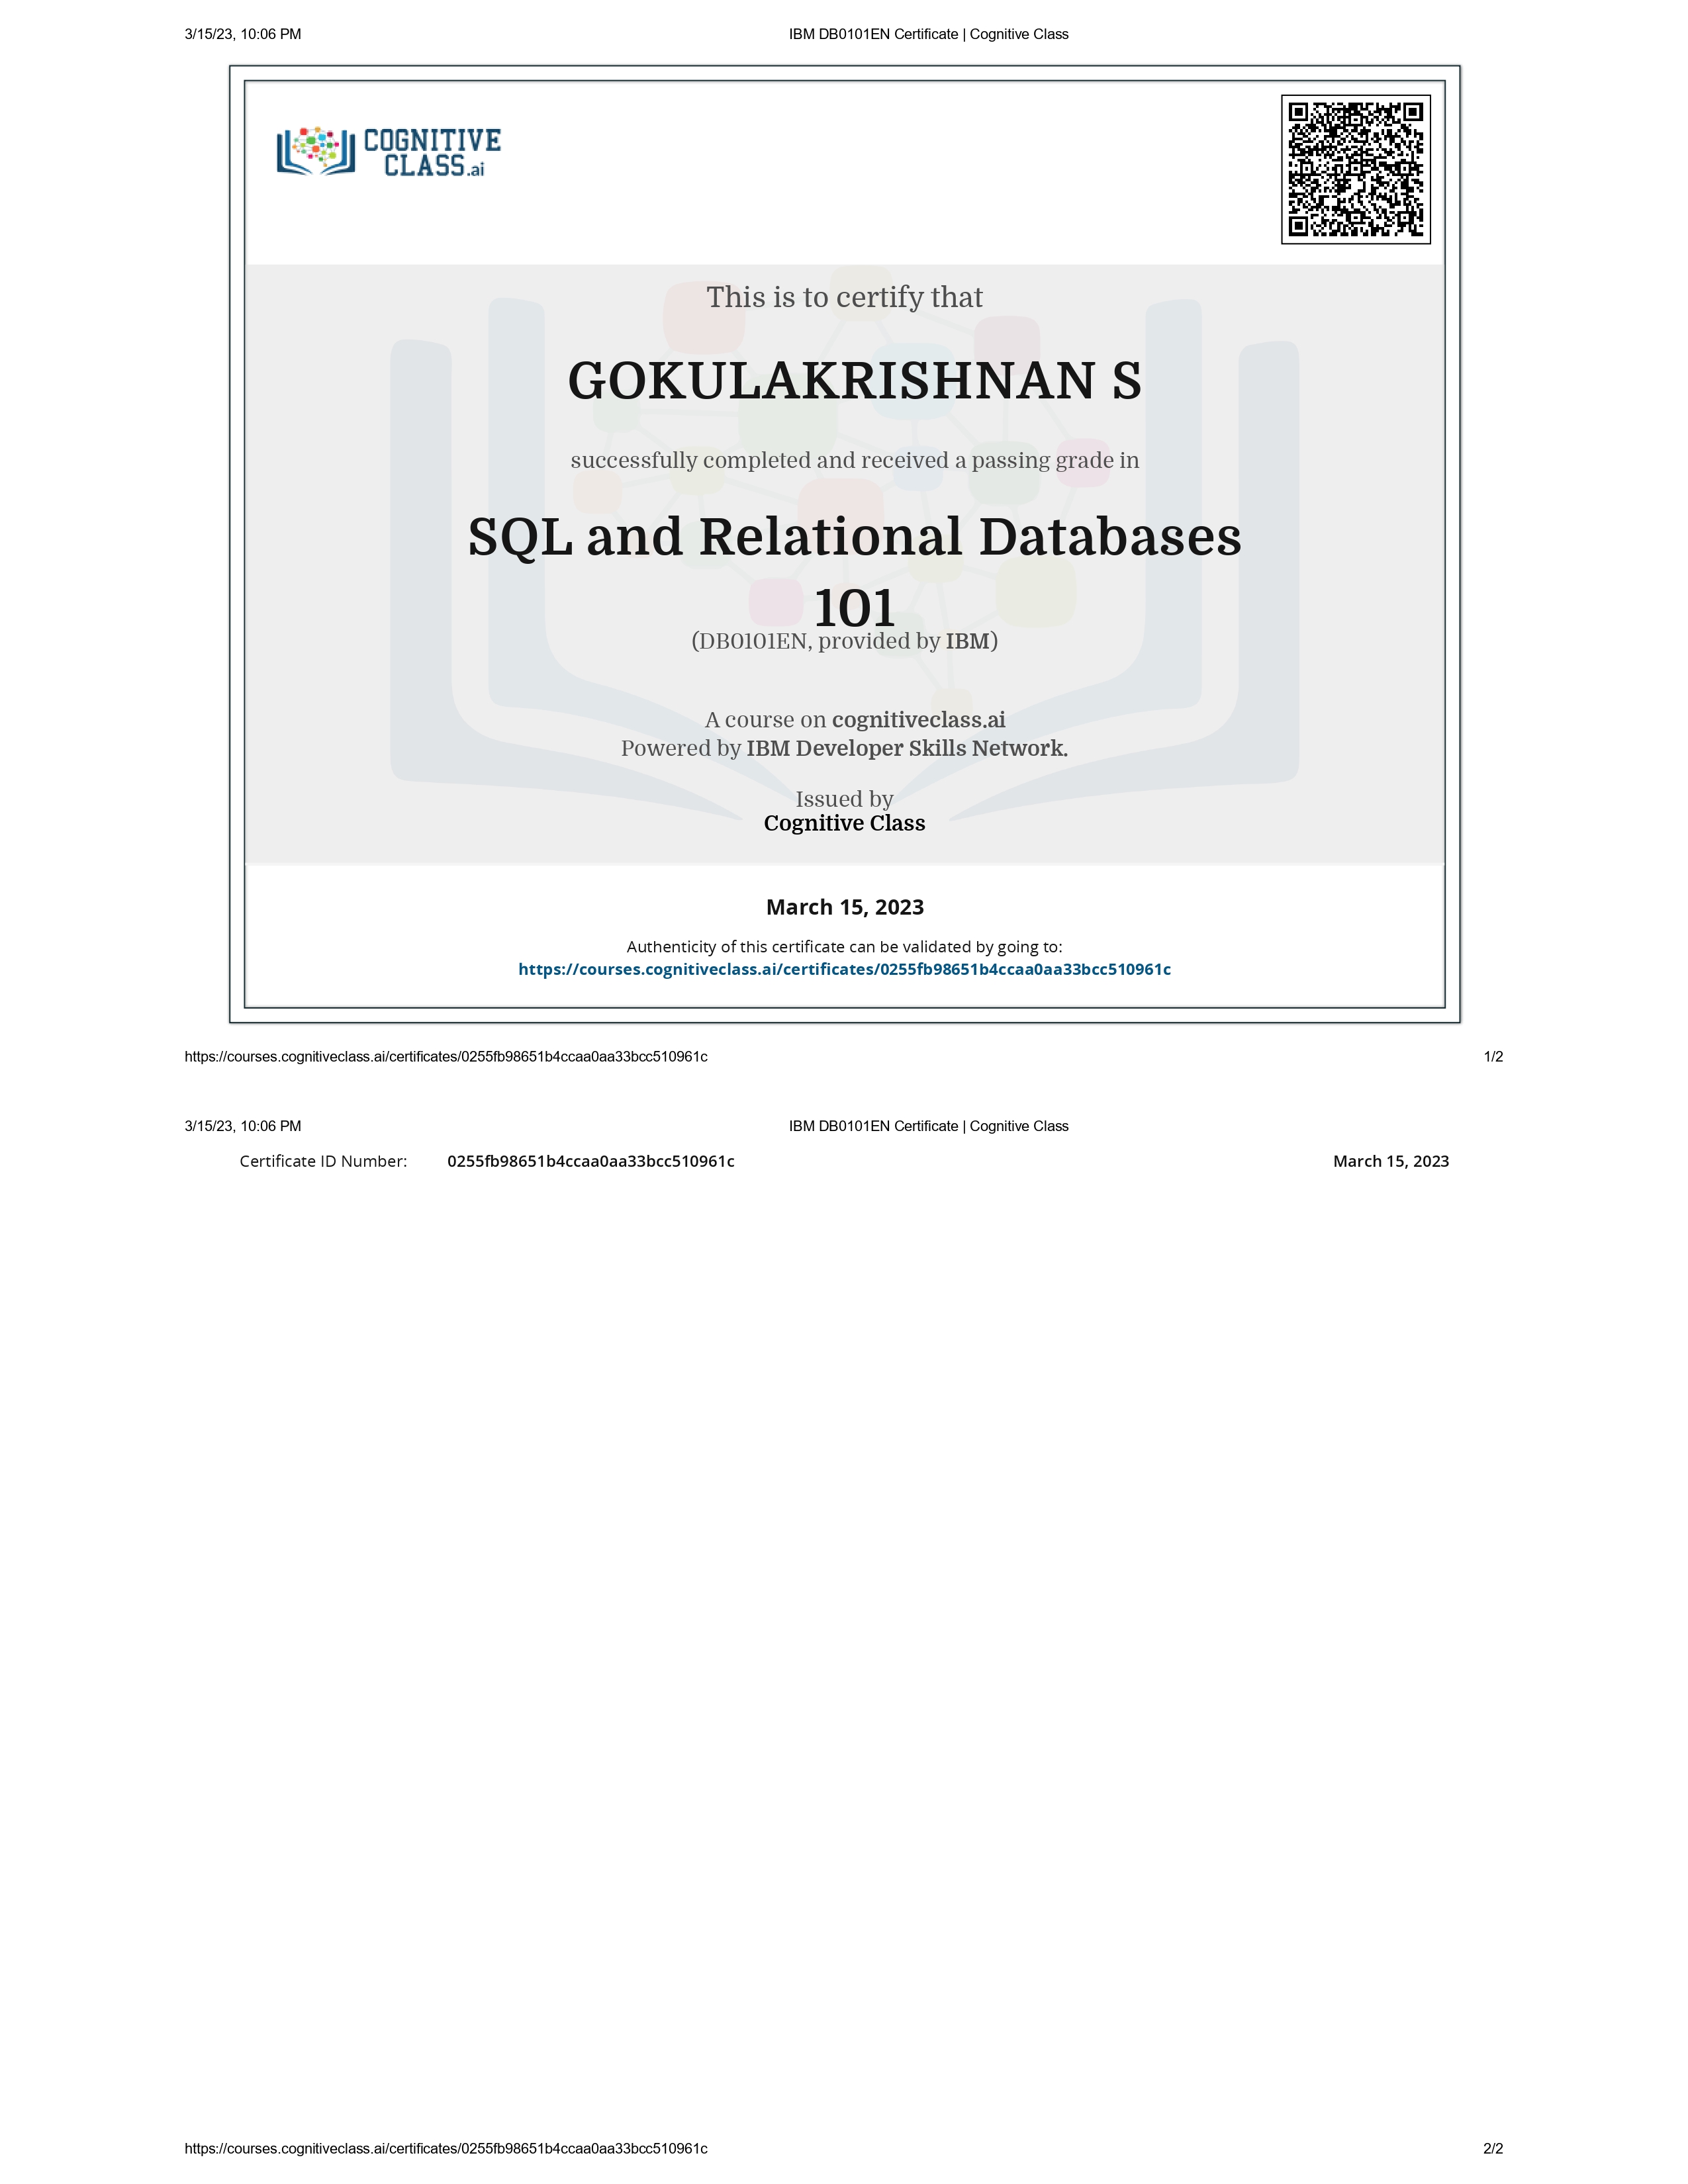 3/15/23, 10:06 PM IBM DB0101EN Certificate | Cognitive Class
COGNITIVE
CLASS.ai
This is to certify that
GOKULAKRISHNAN S
successfully completed and received a passing grade in
SQL and Relational Databases
101
(DB0101EN, provided by IBM)
A course on cognitiveclass.ai
Powered by IBM Developer Skills Network.
Issued by
Cognitive Class
March 15, 2023
Authenticity of this certificate can be validated by going to:
https://courses.cognitiveclass.ai/certificates/0255fb98651b4ccaa0aa33bcc510961c
https://courses.cognitiveclass.ai/certificates/0255fb98651b4ccaa0aa33bcc510961c 1/2
3/15/23, 10:06 PM IBM DB0101EN Certificate | Cognitive Class
Certificate ID Number: 0255fb98651b4ccaa0aa33bcc510961c March 15, 2023
https://courses.cognitiveclass.ai/certificates/0255fb98651b4ccaa0aa33bcc510961c 2/2